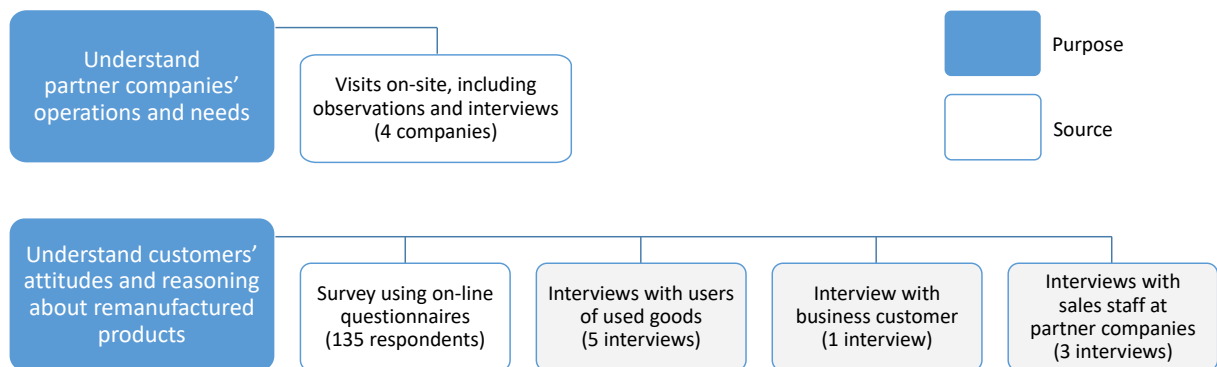 Understand
partner companies’
operations and needs
Visits on-site, including
observations and interviews
(4 companies)
Purpose
Source
Understand customers’
attitudes and reasoning
about remanufactured
products
Survey using on-line
questionnaires
(135 respondents)
Interviews with users
of used goods
(5 interviews)
Interview with
business customer
(1 interview)
Interviews with
sales staff at
partner companies
(3 interviews)